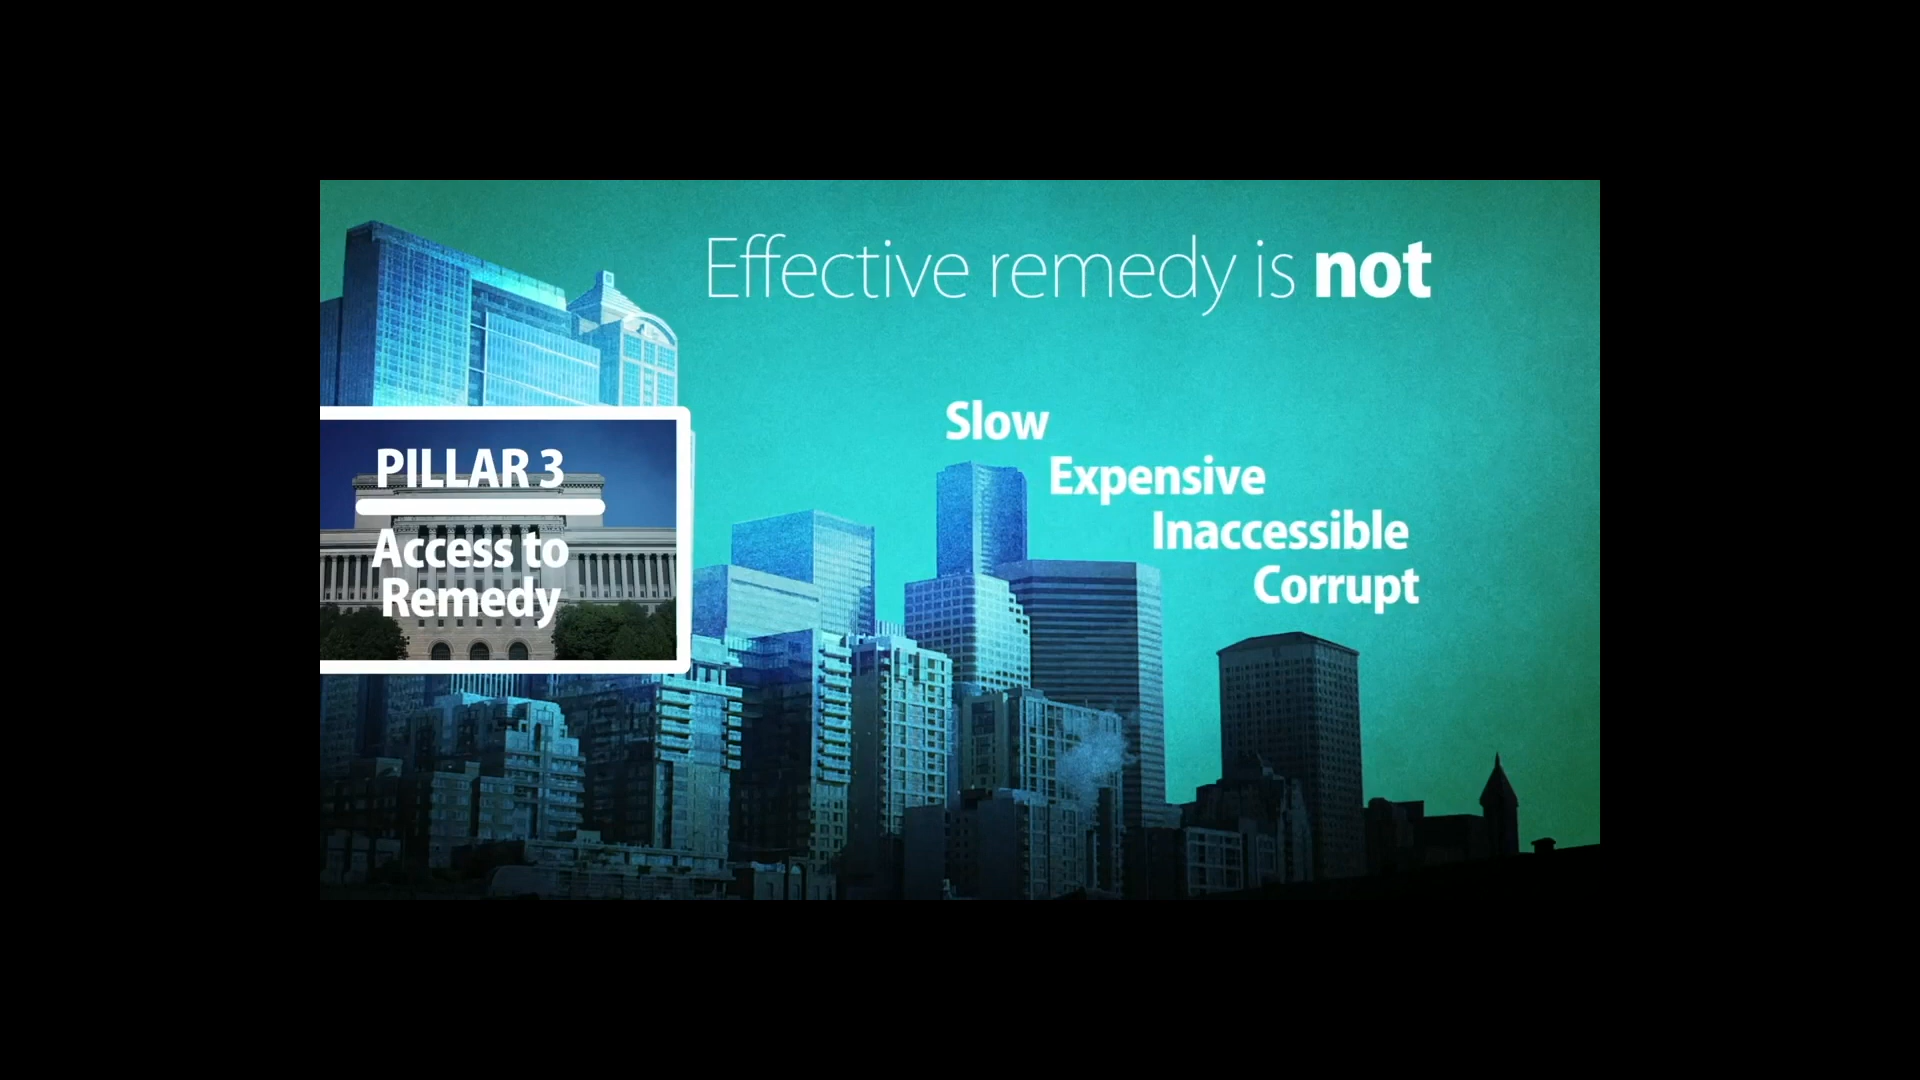 Effective remedy is not
PILLAR 3
Access to
Remedy
Slow
Expensive
Inaccessible
Corrupt